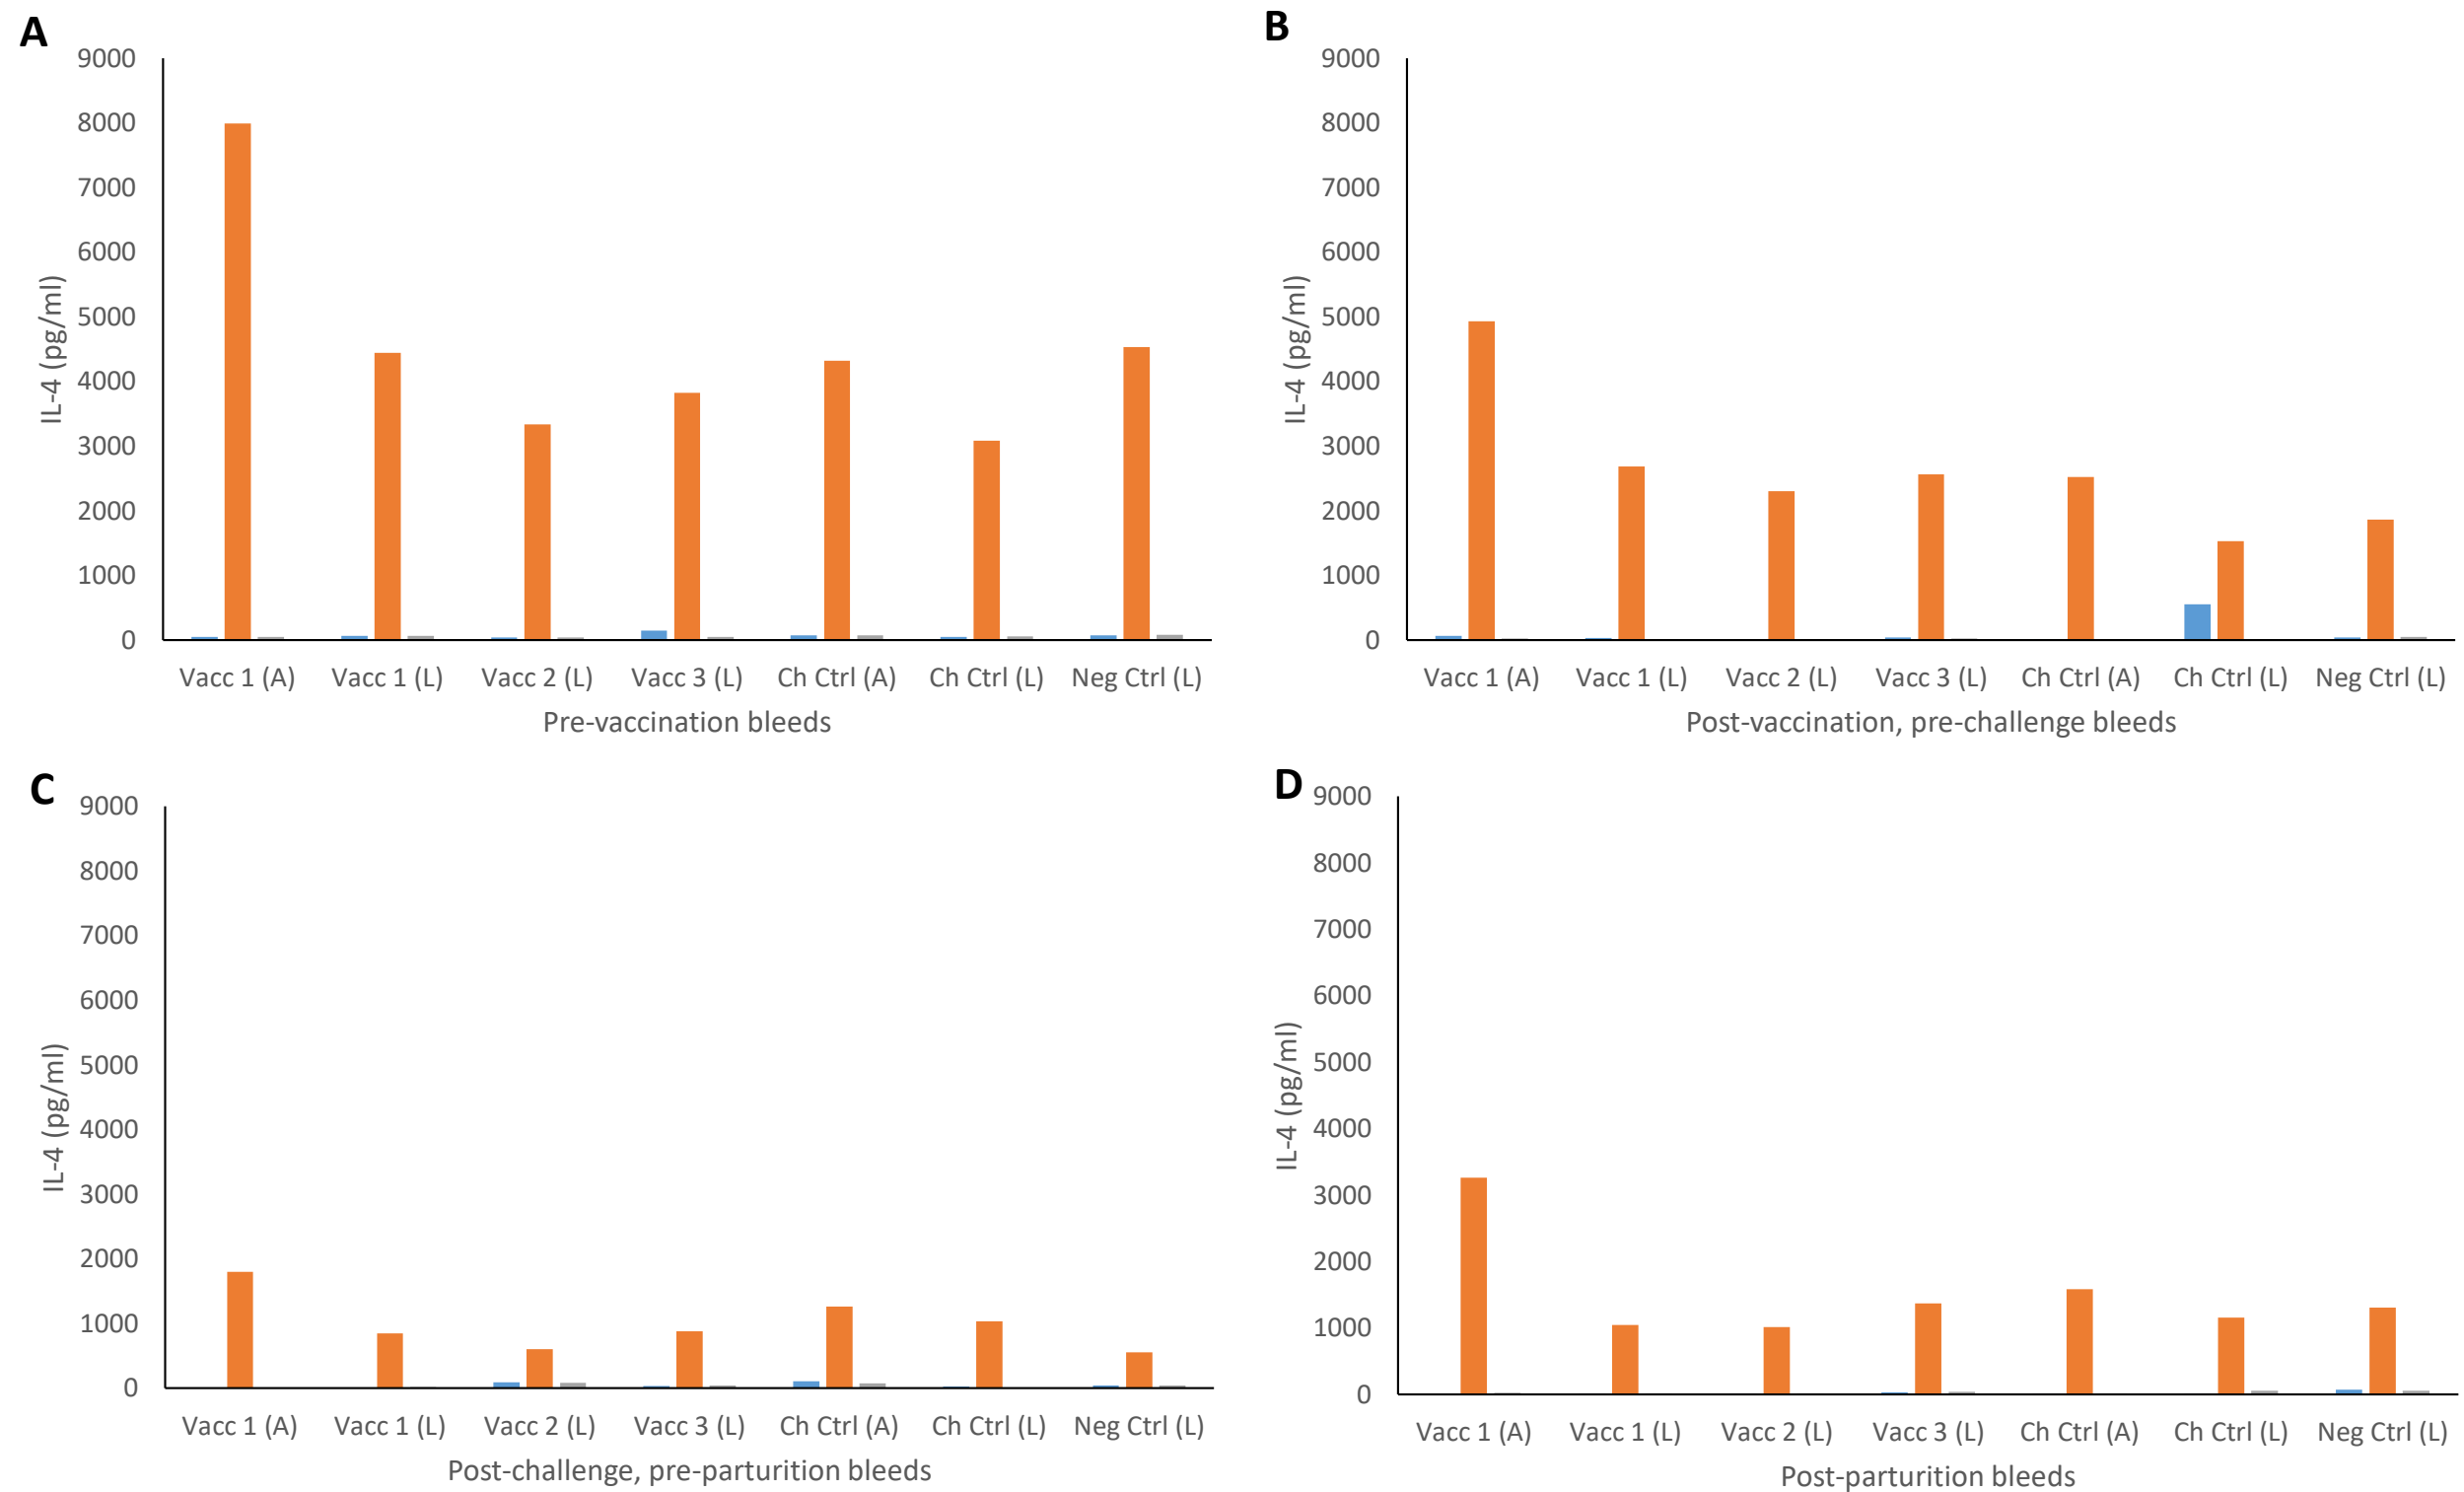 A
9000
8000
7000
6000
5000
4000
3000
2000
1000
0
IL-4 (pg/ml)
Vacc 1 (A) Vacc 1 (L) Vacc 2 (L) Vacc 3 (L) Ch Ctrl (A) Ch Ctrl (L) Neg Ctrl (L)
Pre-vaccination bleeds
B
9000
8000
7000
6000
5000
4000
3000
2000
1000
0
IL-4 (pg/ml)
Vacc 1 (A) Vacc 1 (L) Vacc 2 (L) Vacc 3 (L) Ch Ctrl (A) Ch Ctrl (L) Neg Ctrl (L)
Post-vaccination, pre-challenge bleeds
C
9000
8000
7000
6000
5000
4000
3000
2000
1000
0
IL-4 (pg/ml)
Vacc 1 (A) Vacc 1 (L) Vacc 2 (L) Vacc 3 (L) Ch Ctrl (A) Ch Ctrl (L) Neg Ctrl (L)
Post-challenge, pre-parturition bleeds
D
9000
8000
7000
6000
5000
4000
3000
2000
1000
0
IL-4 (pg/ml)
Vacc 1 (A) Vacc 1 (L) Vacc 2 (L) Vacc 3 (L) Ch Ctrl (A) Ch Ctrl (L) Neg Ctrl (L)
Post-parturition bleeds